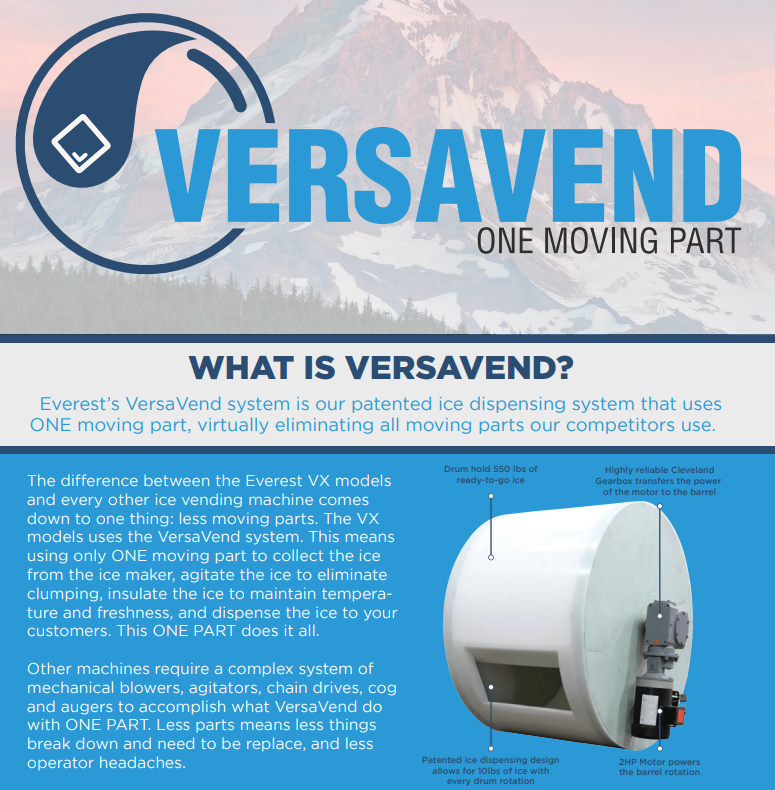 VERSAVEND
ONE MOVING PART
WHAT IS VERSAVEND?
Everest's VersaVend system is our patented ice dispensing system that uses
ONE moving part, virtually eliminating all moving parts our competitors use.
The difference between the Everest VX models
and every other ice vending machine comes
down to one thing: less moving parts. The VX
models uses the VersaVend system. This means
using only ONE moving part to collect the ice
from the ice maker, agitate the ice to eliminate
clumping, insulate the ice to maintain tempera-
ture and freshness, and dispense the ice to your
customers. This ONE PART does it all.
Other machines require a complex system of
mechanical blowers, agitators, chain drives, cog
and augers to accomplish what VersaVend do
with ONE PART. Less parts means less things
break down and need to be replace, and less
operator headaches.
Drum hold 550 lbs of
ready-to-go ice
Highly reliable Cleveland
Gearbox transfers the power
of the motor to the barrel
Patented ice dispensing design
allows for 10lbs of ice with
every drum rotation
2HP Motor powers
the barrel rotation